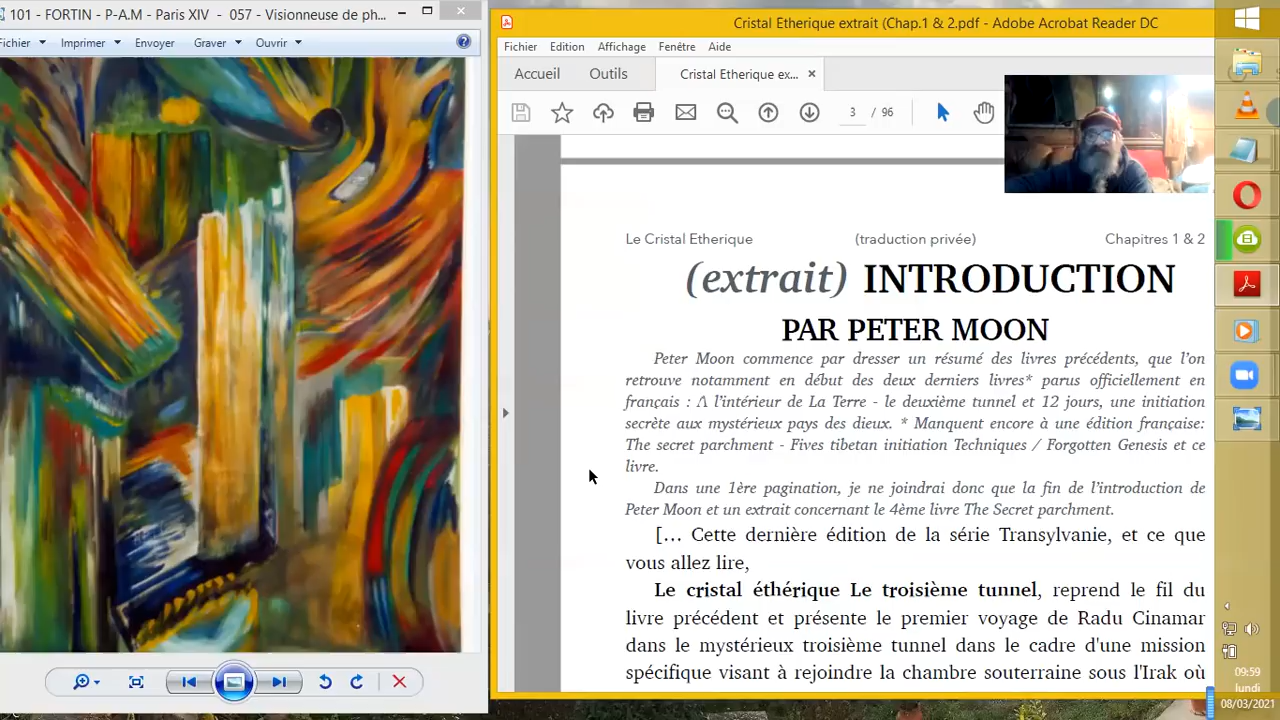 101 - FORTIN - P-A.M - Paris XIV - 057 - Visionneuse de ph...
Fichier Imprimer Envoyer Graver Ouvrir
Cristal Etherique extrait (Chap.1 & 2.pdf - Adobe Acrobat Reader DC
Fichier Edition Affichage Fenêtre Aide
Accueil Outils Cristal Etherique ex...
3 / 96
Le Cristal Etherique (traduction privée) Chapitres 1 & 2
(extrait) INTRODUCTION
PAR PETER MOON
Peter Moon commence par dresser un résumé des livres précédents, que l'on
retrouve notamment en début des deux derniers livres* parus officiellement en
français : A l'intérieur de La Terre - le deuxième tunnel et 12 jours, une initiation
secrète aux mystérieux pays des dieux. * Manquent encore à une édition française:
The secret parchment - Fives tibetan initiation Techniques / Forgotten Genesis et ce
livre.
Dans une 1ère pagination, je ne joindrai donc que la fin de l'introduction de
Peter Moon et un extrait concernant le 4ème livre The Secret parchment.
[... Cette dernière édition de la série Transylvanie, et ce que
vous allez lire,
Le cristal éthérique Le troisième tunnel, reprend le fil du
livre précédent et présente le premier voyage de Radu Cinamar
dans le mystérieux troisième tunnel dans le cadre d'une mission
spécifique visant à rejoindre la chambre souterraine sous l'Irak où
09:59
lundi
08/03/2021